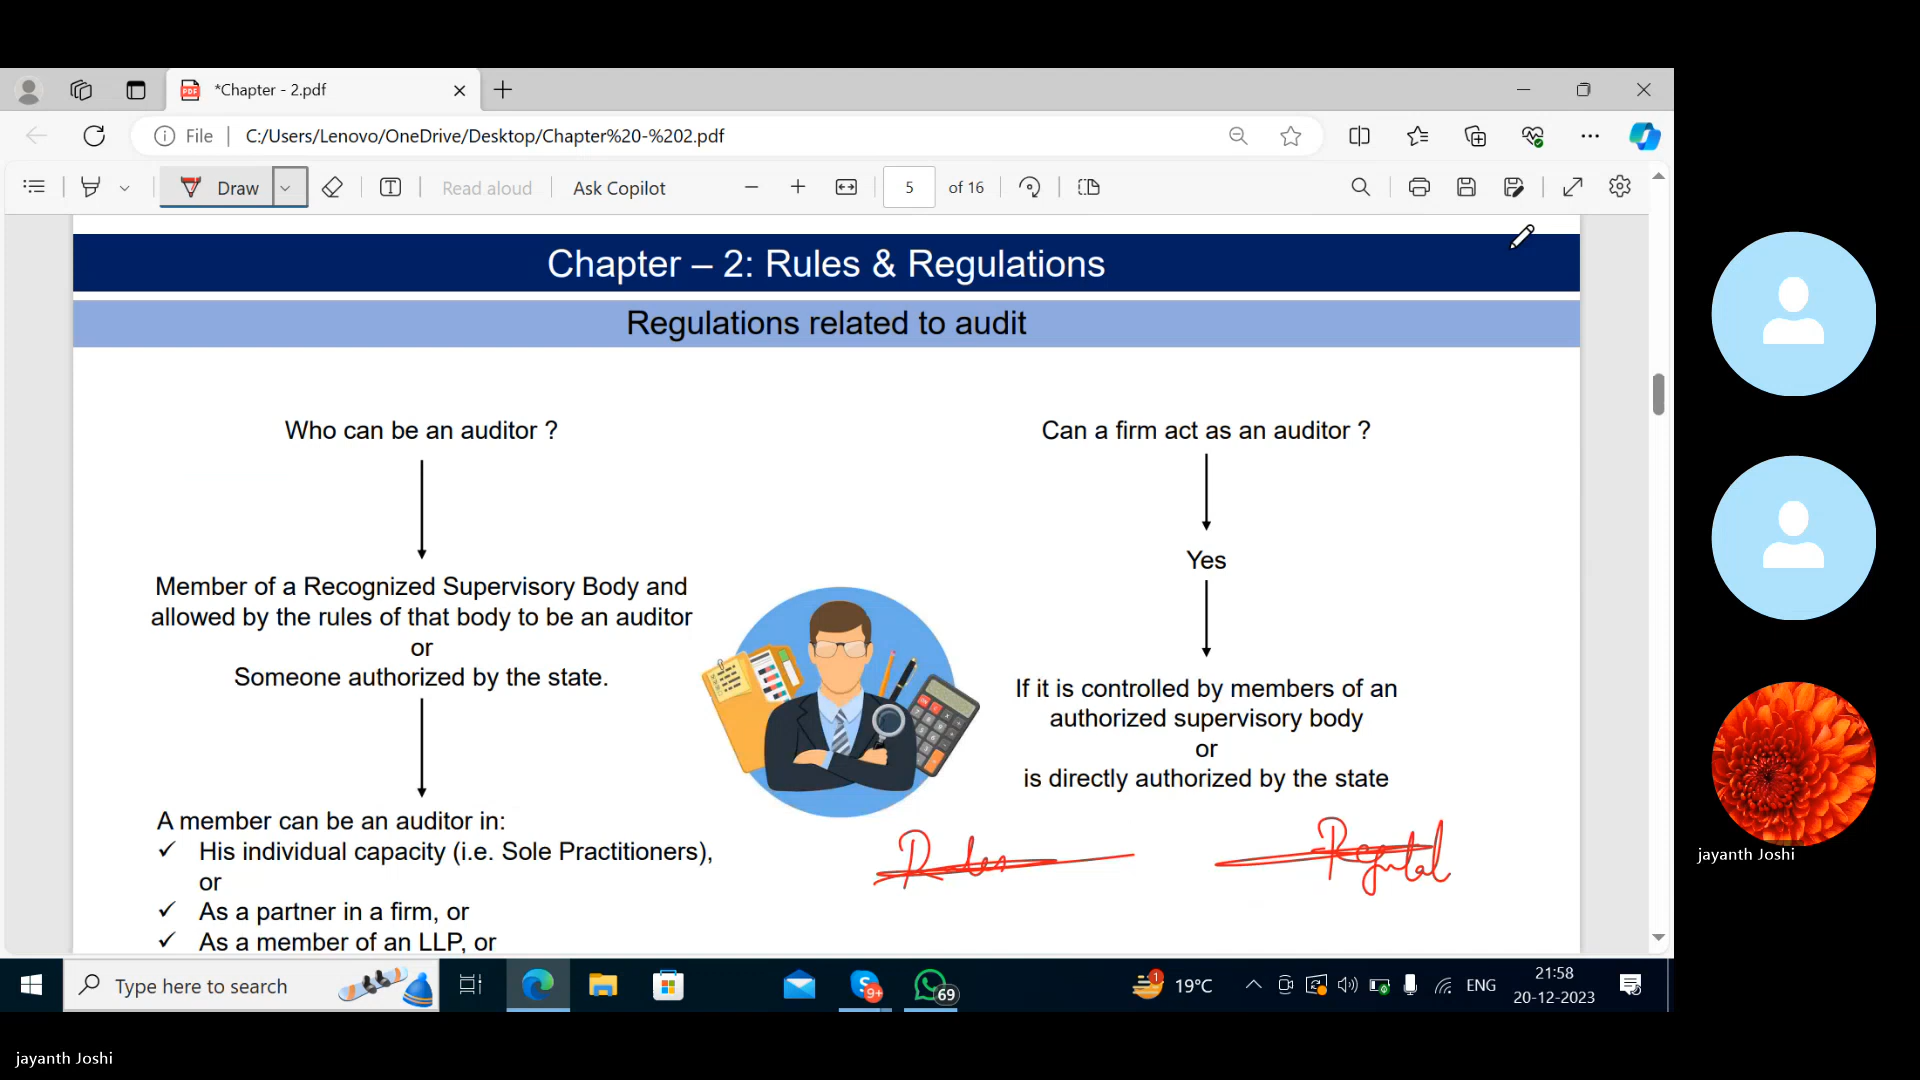 *Chapter - 2.pdf
File
C:/Users/Lenovo/OneDrive/Desktop/Chapter%20-%202.pdf
Draw
Read aloud
Ask Copilot
5
of 16
Chapter – 2: Rules & Regulations
Regulations related to audit
Who can be an auditor ?
Member of a Recognized Supervisory Body and
allowed by the rules of that body to be an auditor
or
Someone authorized by the state.
A member can be an auditor in:
✓ His individual capacity (i.e. Sole Practitioners),
or
✓ As a partner in a firm, or
✓ As a member of an LLP, or
Can a firm act as an auditor ?
Yes
If it is controlled by members of an
authorized supervisory body
or
is directly authorized by the state
Rules
jayanth Joshi
Type here to search
9+
69
1
19°C
ENG
21:58
20-12-2023
jayanth Joshi